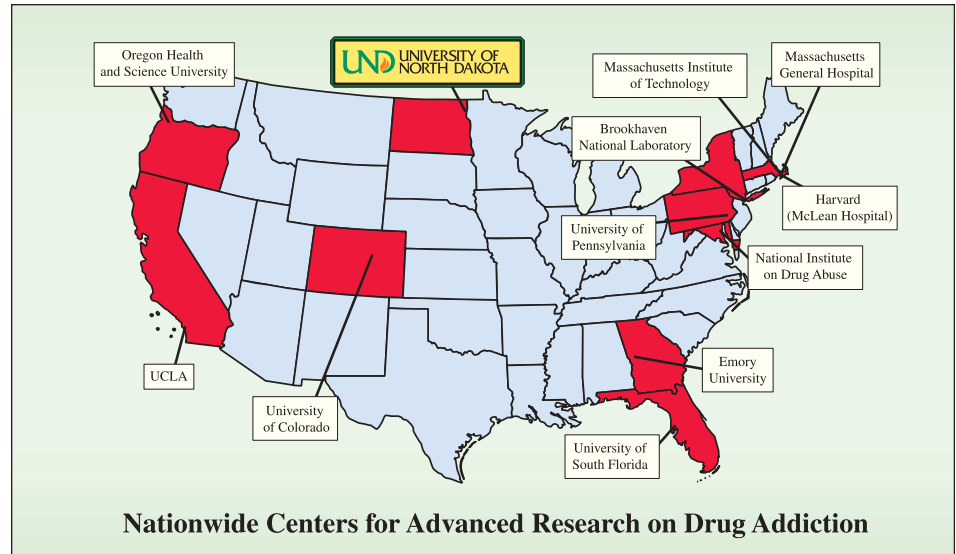 Oregon Health
and Science University
UND UNIVERSITY OF
NORTH DAKOTA
Massachusetts Institute
of Technology
Massachusetts
General Hospital
Brookhaven
National Laboratory
Harvard
(McLean Hospital)
University of
Pennsylvania
National Institute
on Drug Abuse
UCLA
University
of Colorado
Emory
University
University of
South Florida
Nationwide Centers for Advanced Research on Drug Addiction